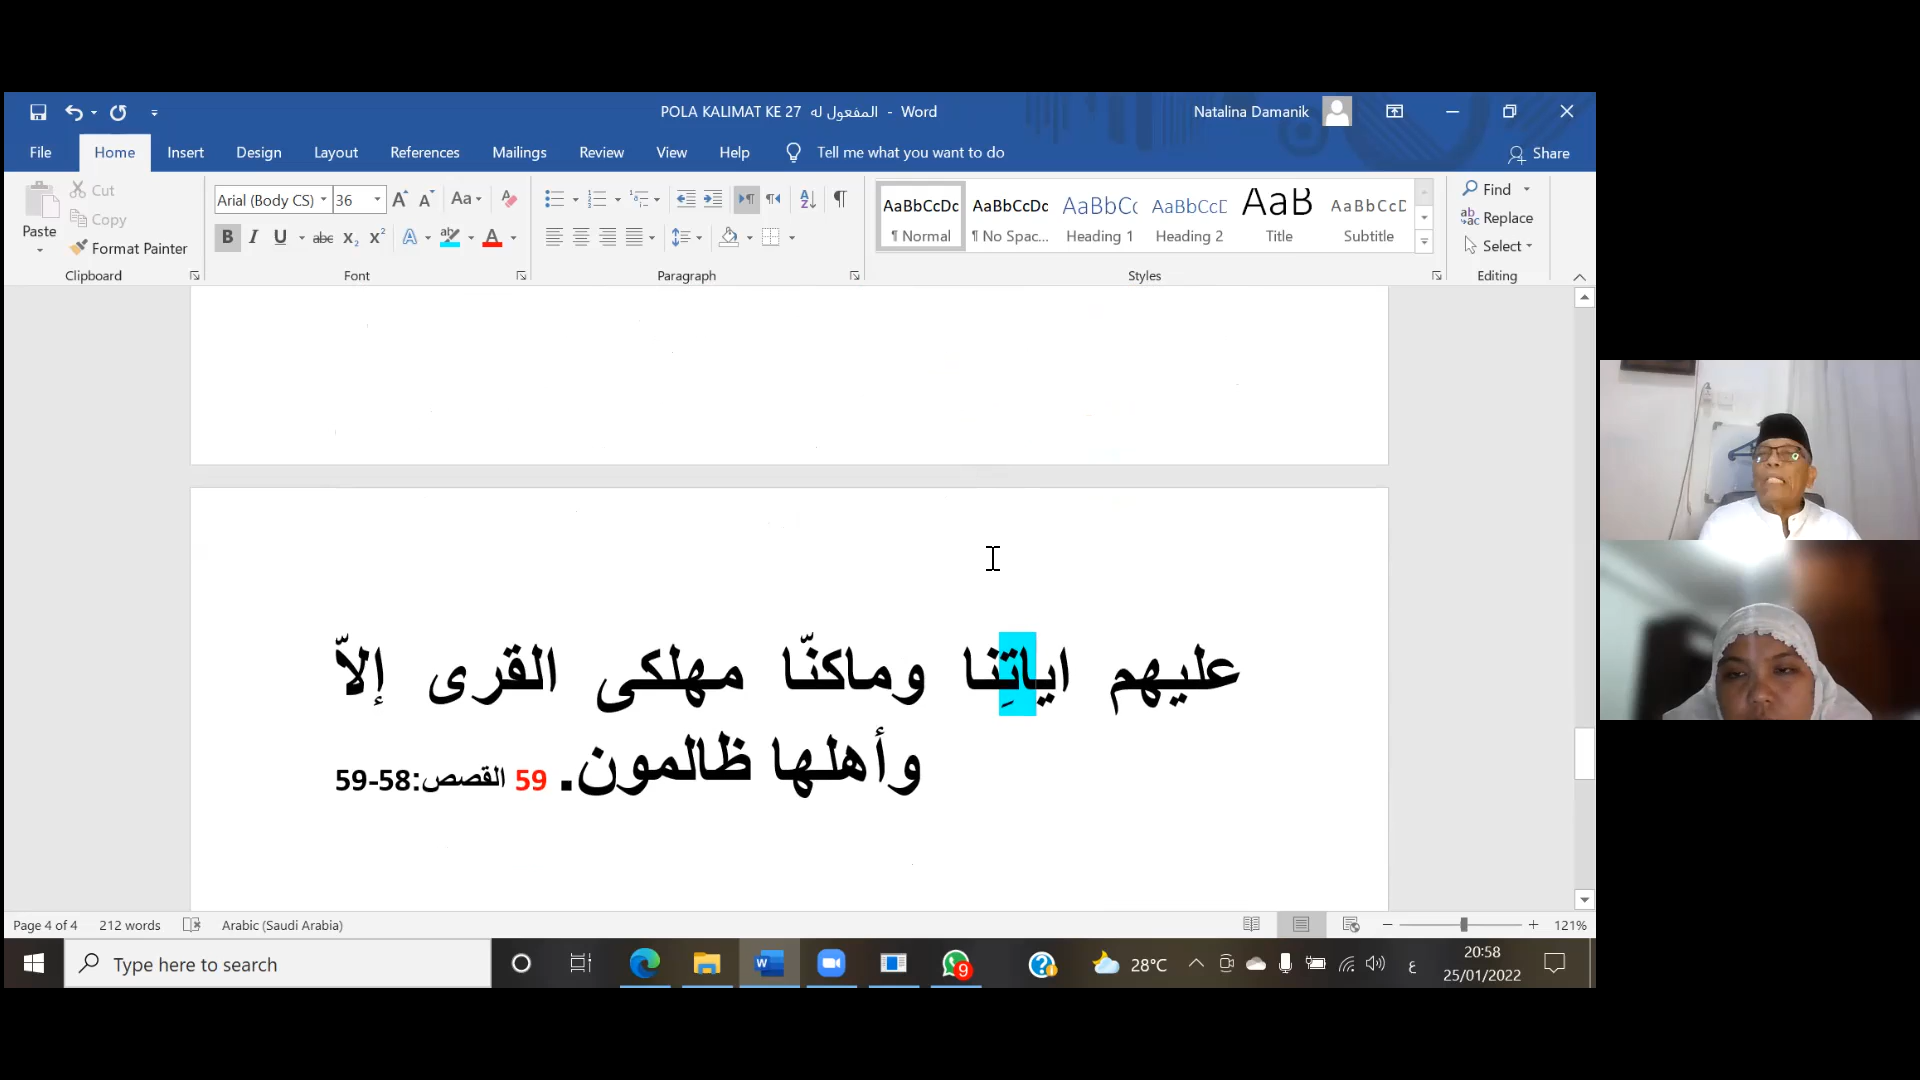 POLA KALIMAT KE 27 المفعول له - Word
Natalina Damanik
File Home Insert Design Layout References Mailings Review View Help Tell me what you want to do
Share
Paste
Cut
Copy
Format Painter
Clipboard
Arial (Body CS) 36
Font
Paragraph
AaBbCcDc AaBbCcDc AaBbCc AaBbCcD AaB AaBbCcD
¶ Normal ¶ No Spac... Heading 1 Heading 2 Title Subtitle
Styles
Find
Replace
Select
Editing
عليهم اياتِنا وماكنّا مهلكى القرى إلاّ
وأهلها ظالمون. 59 القصص:58-59
Page 4 of 4 212 words Arabic (Saudi Arabia)
121%
Type here to search
9
28°C
ع
20:58
25/01/2022